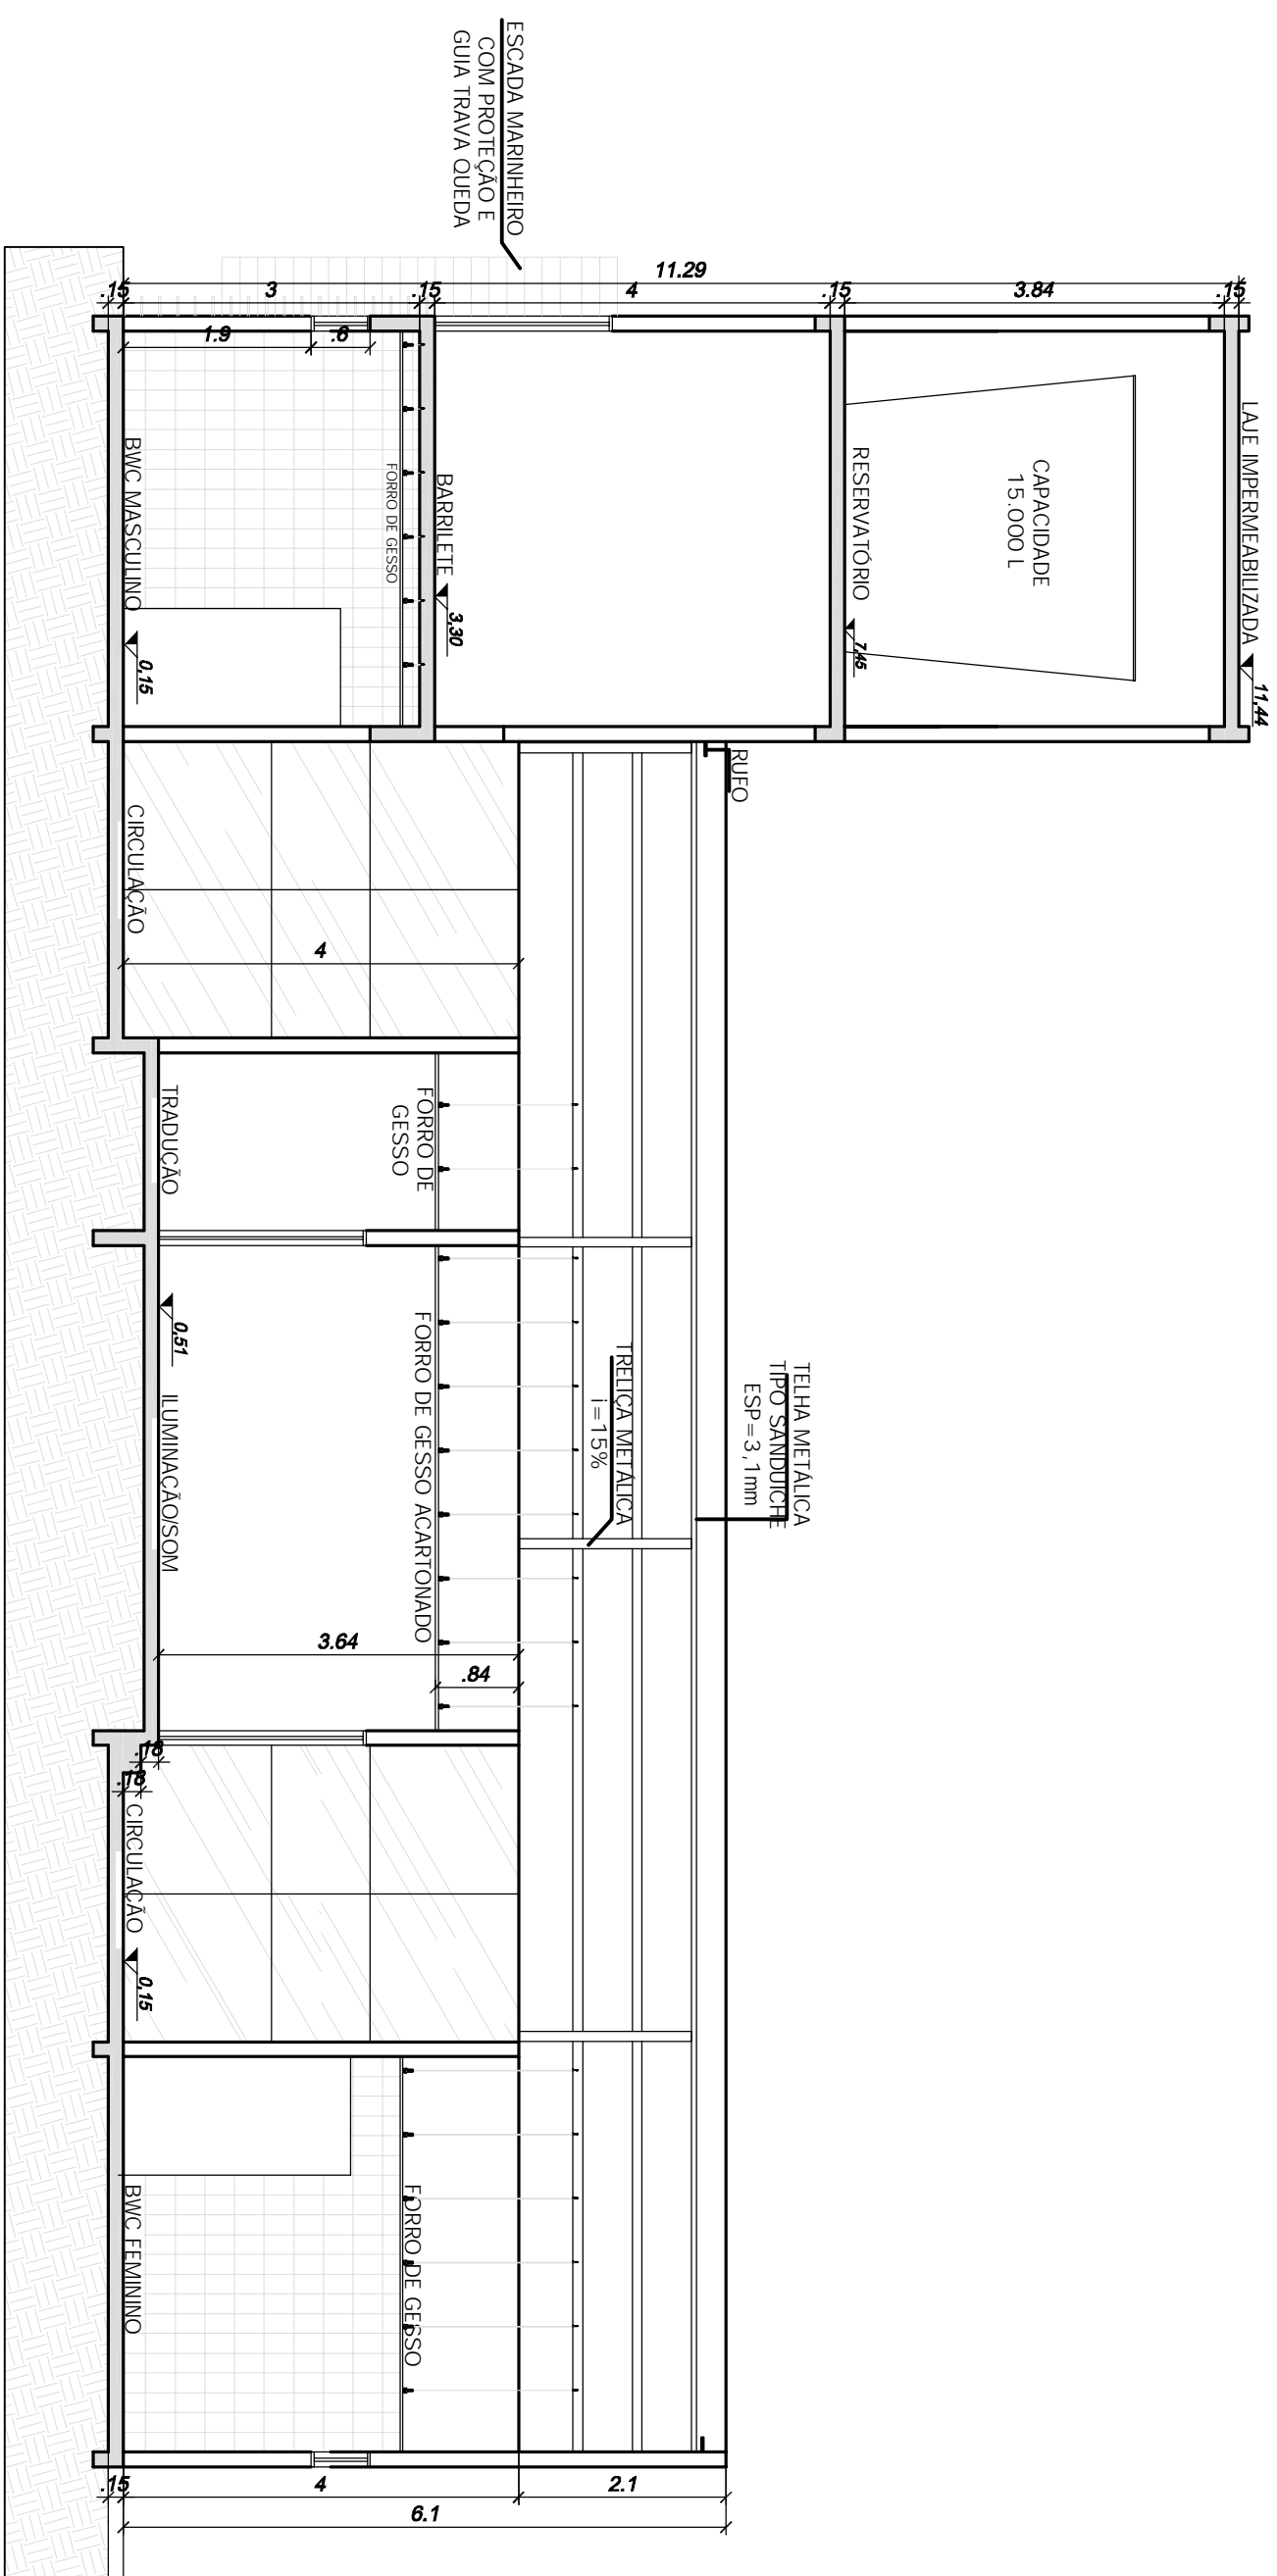 ESCADA MARINHEIRO
COM PROTEÇÃO E
GUIA TRAVA QUEDA
LAJE IMPERMEABILIZADA
11,44
CAPACIDADE
15.000 L
RESERVATÓRIO
7,45
BARRILETE
3,30
FORRO DE GESSO
BWC MASCULINO
0,15
.15
3
.15
4
.15
3.84
.15
11.29
1.9
.6
RUFO
CIRCULAÇÃO
4
FORRO DE
GESSO
TRADUÇÃO
TELHA METÁLICA
TIPO SANDUICHE
ESP=3,1mm
TRELIÇA METÁLICA
i=15%
FORRO DE GESSO ACARTONADO
0,51
ILUMINAÇÃO/SOM
3.64
.84
.18
.18
CIRCULAÇÃO
0,15
FORRO DE GESSO
BWC FEMININO
.15
4
2.1
6.1